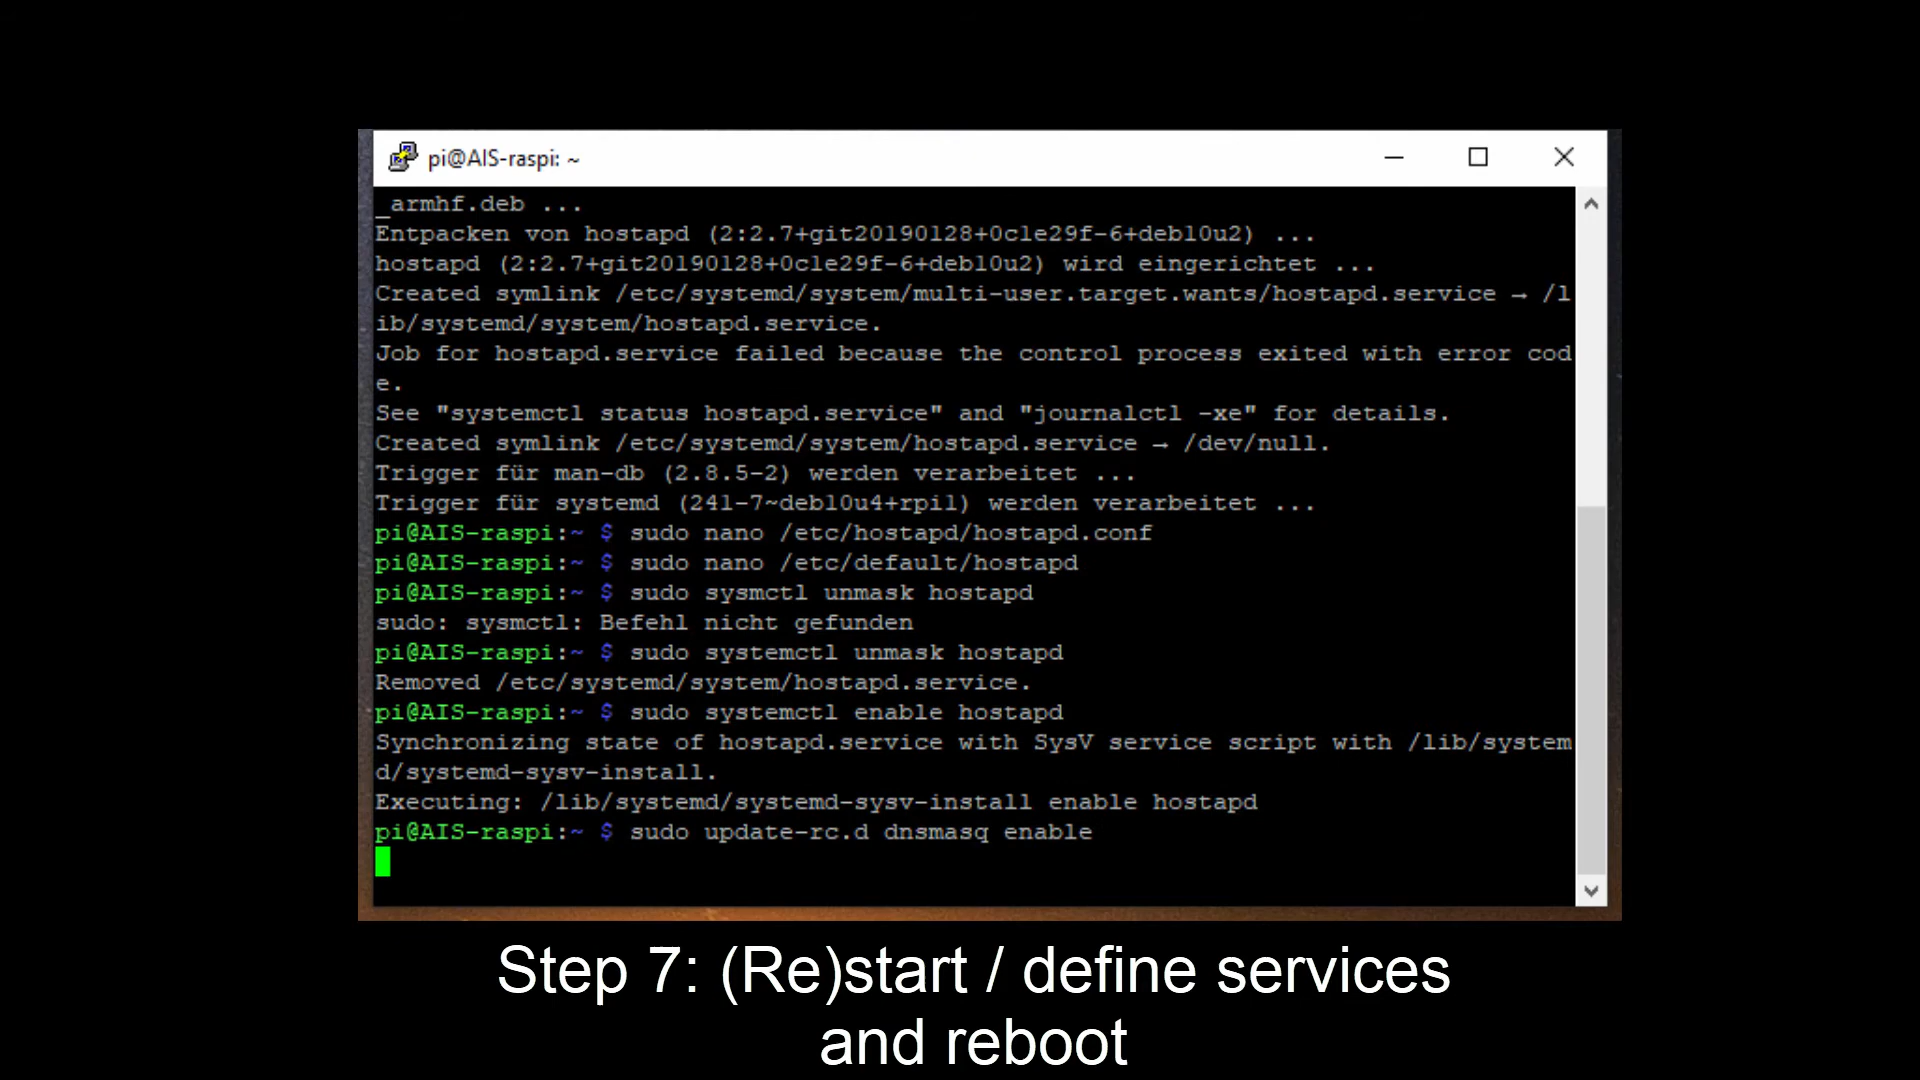 pi@AIS-raspi: ~
_armhf.deb ...
Entpacken von hostapd (2:2.7+git20190128+0c1e29f-6+deb10u2) ...
hostapd (2:2.7+git20190128+0c1e29f-6+deb10u2) wird eingerichtet ...
Created symlink /etc/systemd/system/multi-user.target.wants/hostapd.service → /l
ib/systemd/system/hostapd.service.
Job for hostapd.service failed because the control process exited with error cod
e.
See "systemctl status hostapd.service" and "journalctl -xe" for details.
Created symlink /etc/systemd/system/hostapd.service → /dev/null.
Trigger für man-db (2.8.5-2) werden verarbeitet ...
Trigger für systemd (241-7~deb10u4+rpi1) werden verarbeitet ...
pi@AIS-raspi:~ $ sudo nano /etc/hostapd/hostapd.conf
pi@AIS-raspi:~ $ sudo nano /etc/default/hostapd
pi@AIS-raspi:~ $ sudo sysmctl unmask hostapd
sudo: sysmctl: Befehl nicht gefunden
pi@AIS-raspi:~ $ sudo systemctl unmask hostapd
Removed /etc/systemd/system/hostapd.service.
pi@AIS-raspi:~ $ sudo systemctl enable hostapd
Synchronizing state of hostapd.service with SysV service script with /lib/system
d/systemd-sysv-install.
Executing: /lib/systemd/systemd-sysv-install enable hostapd
pi@AIS-raspi:~ $ sudo update-rc.d dnsmasq enable
Step 7: (Re)start / define services
and reboot